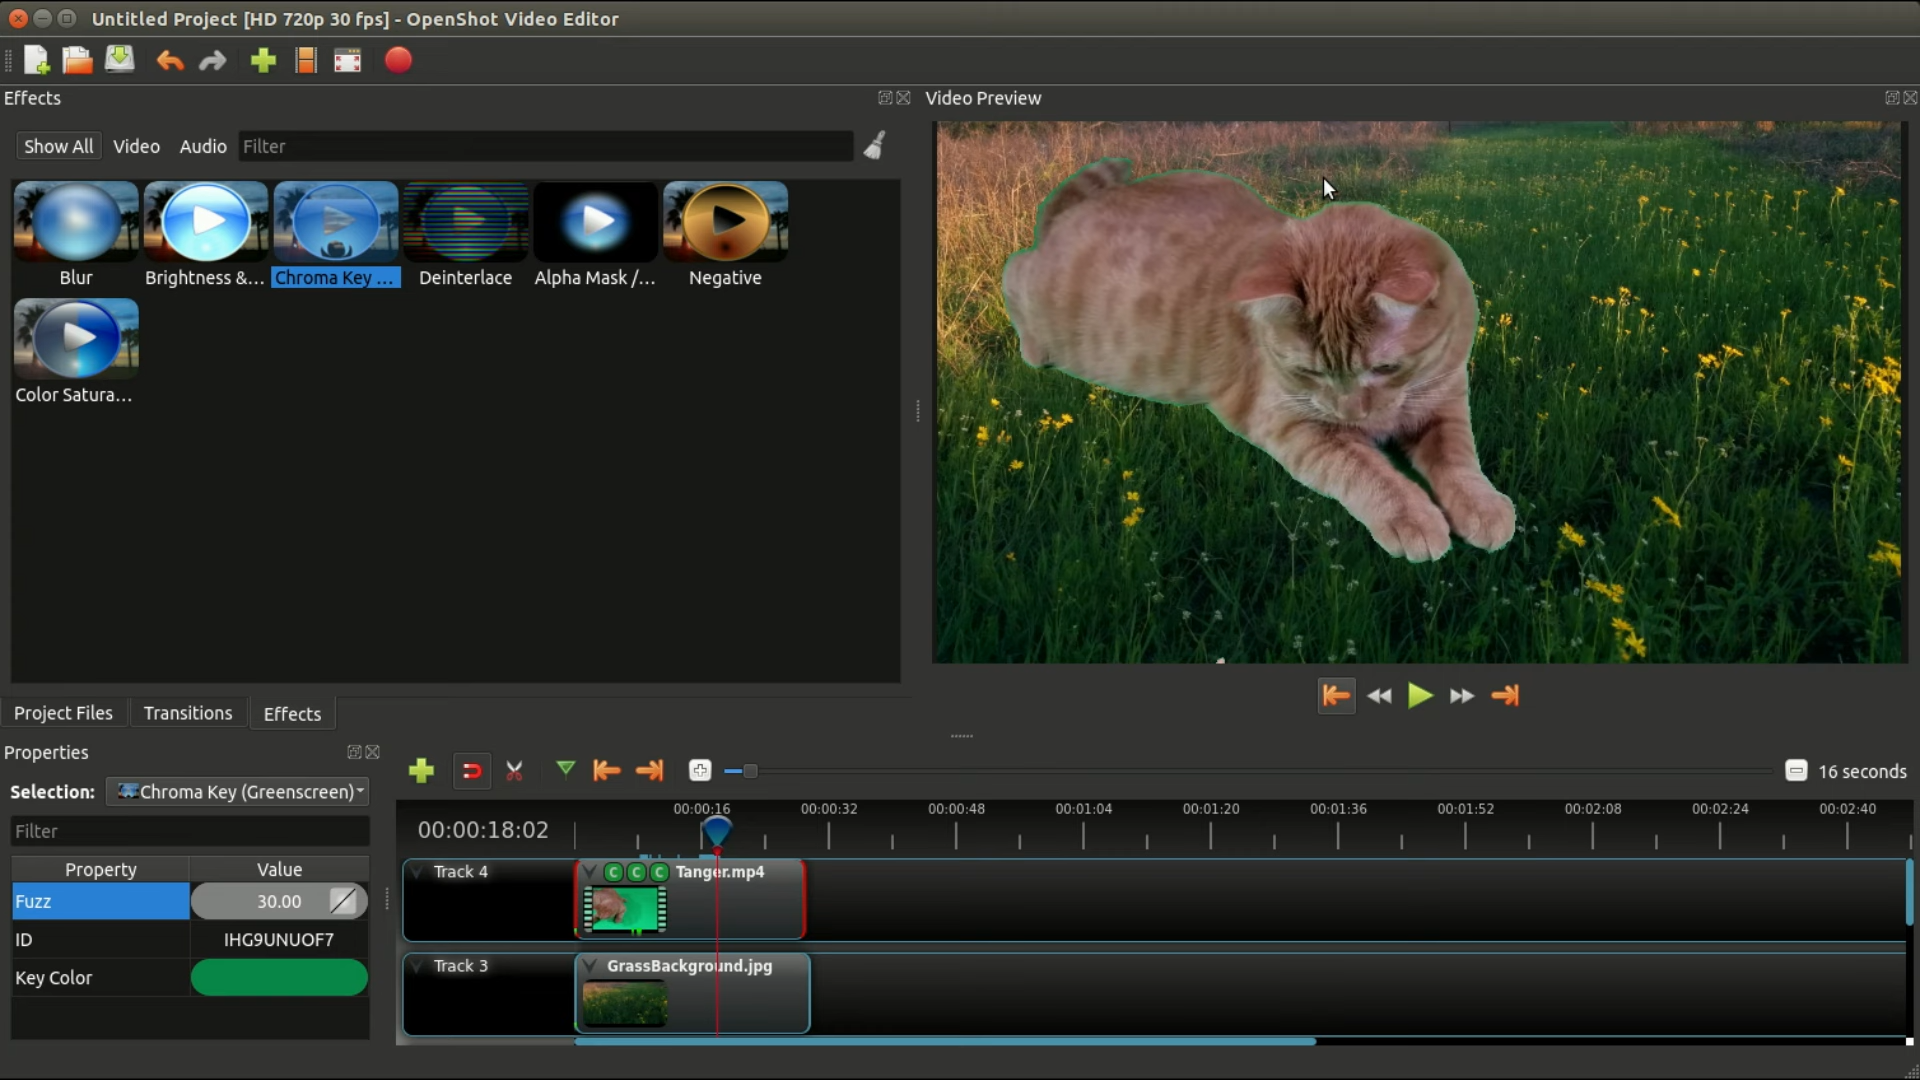 Untitled Project [HD 720p 30 fps] - OpenShot Video Editor
Effects
Video Preview
Show All
Video
Audio
Filter
Blur
Brightness &...
Chroma Key ...
Deinterlace
Alpha Mask /...
Negative
Color Satura...
Project Files
Transitions
Effects
Properties
Selection:
Chroma Key (Greenscreen)
Filter
Property
Value
Fuzz
30.00
ID
IHG9UNUOF7
Key Color
16 seconds
00:00:18:02
00:00:16
00:00:32
00:00:48
00:01:04
00:01:20
00:01:36
00:01:52
00:02:08
00:02:24
00:02:40
Track 4
C C C
Tanger.mp4
Track 3
GrassBackground.jpg